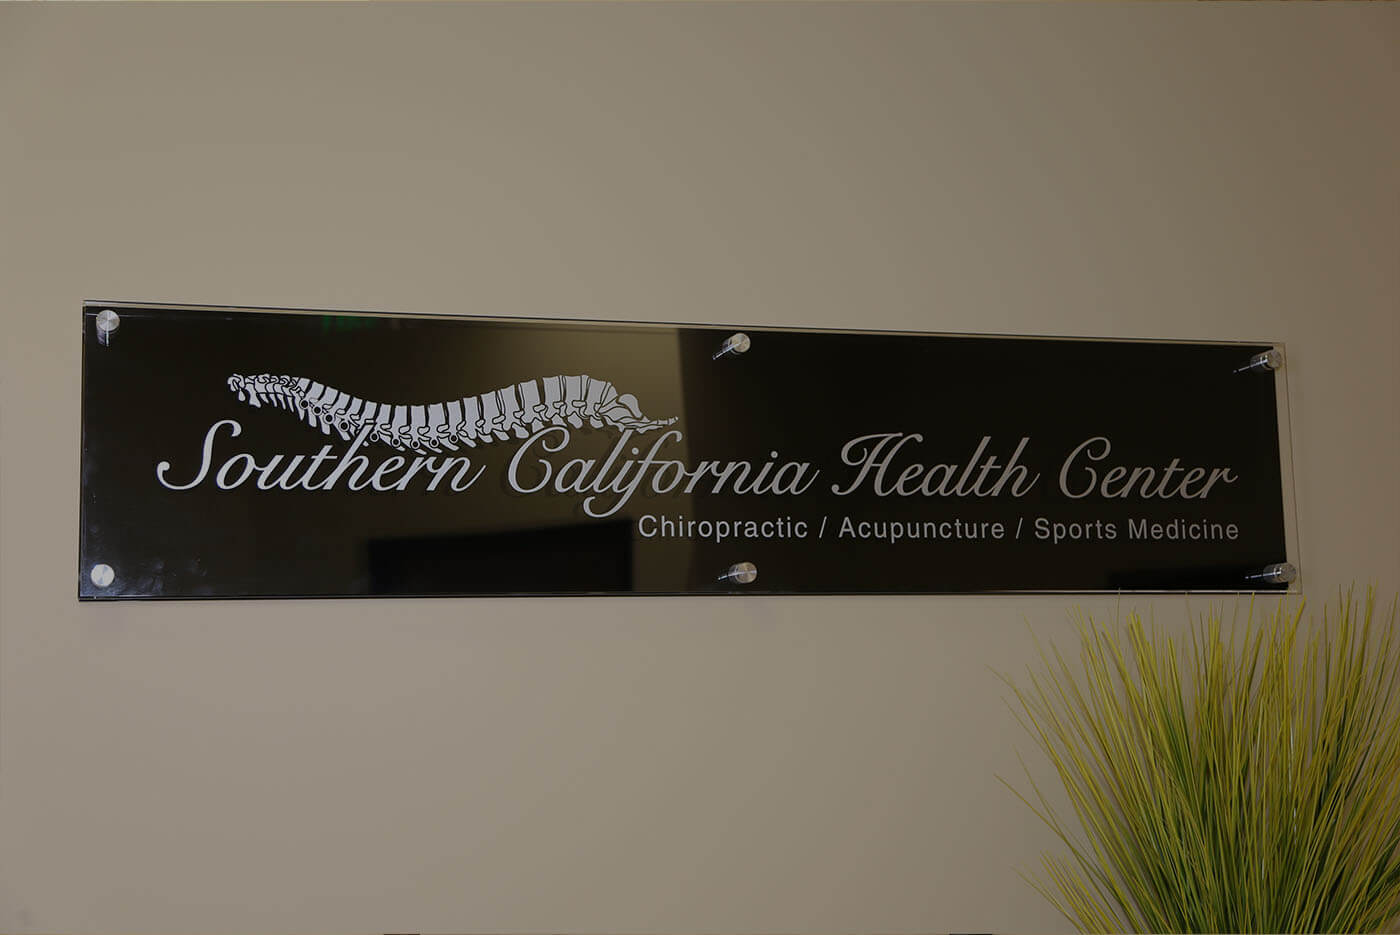 Southern California Health Center
Chiropractic / Acupuncture / Sports Medicine